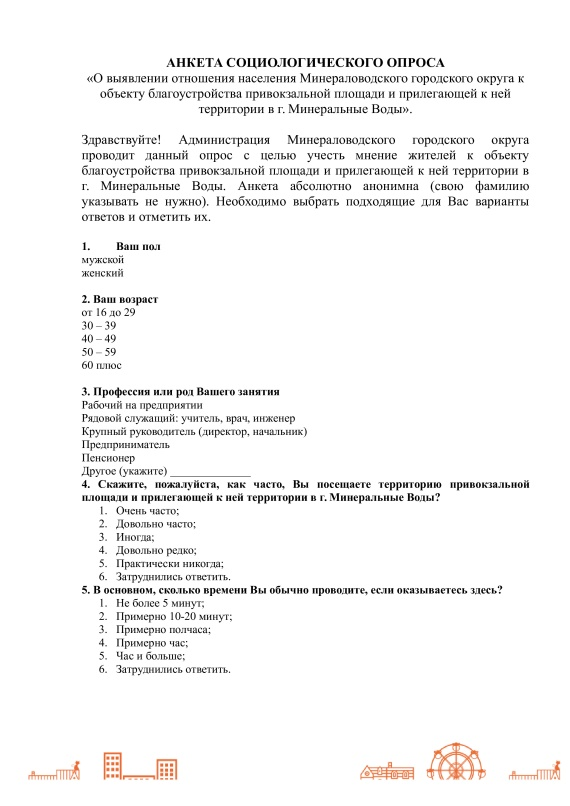 АНКЕТА СОЦИОЛОГИЧЕСКОГО ОПРОСА
«О выявлении отношения населения Минераловодского городского округа к
объекту благоустройства привокзальной площади и прилегающей к ней
территории в г. Минеральные Воды».
Здравствуйте! Администрация Минераловодского городского округа
проводит данный опрос с целью учесть мнение жителей к объекту
благоустройства привокзальной площади и прилегающей к ней территории в
г. Минеральные Воды. Анкета абсолютно анонимна (свою фамилию
указывать не нужно). Необходимо выбрать подходящие для Вас варианты
ответов и отметить их.
1. Ваш пол
мужской
женский
2. Ваш возраст
от 16 до 29
30 – 39
40 – 49
50 – 59
60 плюс
3. Профессия или род Вашего занятия
Рабочий на предприятии
Рядовой служащий: учитель, врач, инженер
Крупный руководитель (директор, начальник)
Предприниматель
Пенсионер
Другое (укажите) _______________
4. Скажите, пожалуйста, как часто, Вы посещаете территорию привокзальной
площади и прилегающей к ней территории в г. Минеральные Воды?
1. Очень часто;
2. Довольно часто;
3. Иногда;
4. Довольно редко;
5. Практически никогда;
6. Затруднились ответить.
5. В основном, сколько времени Вы обычно проводите, если оказываетесь здесь?
1. Не более 5 минут;
2. Примерно 10-20 минут;
3. Примерно полчаса;
4. Примерно час;
5. Час и больше;
6. Затруднились ответить.